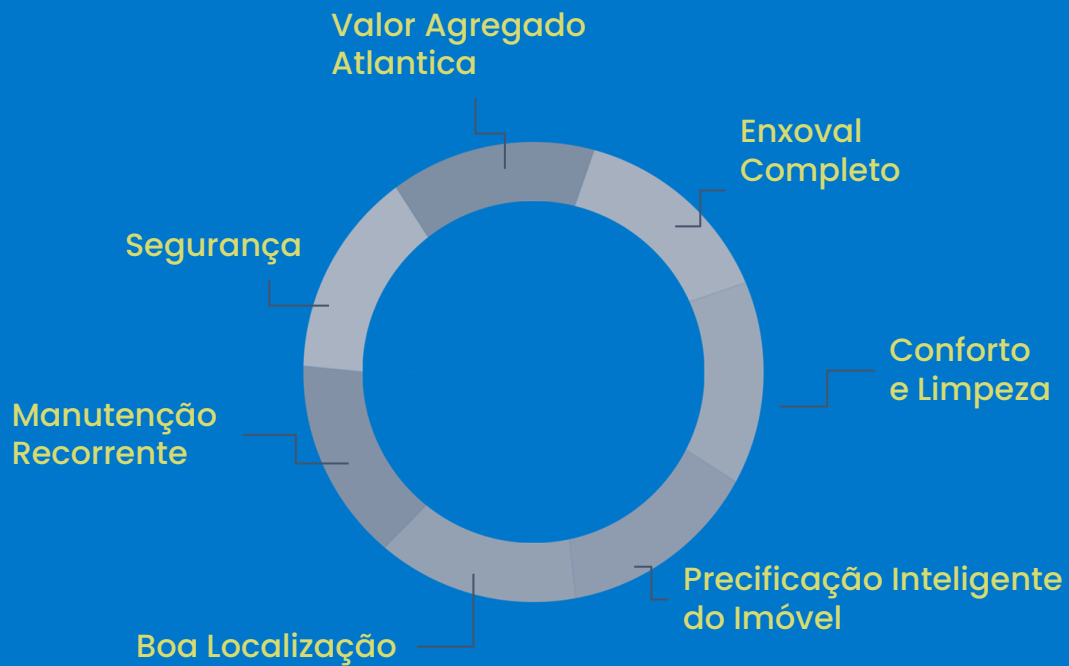 Valor Agregado
Atlantica
Enxoval
Completo
Segurança
Conforto
e Limpeza
Manutenção
Recorrente
Precificação Inteligente
do Imóvel
Boa Localização